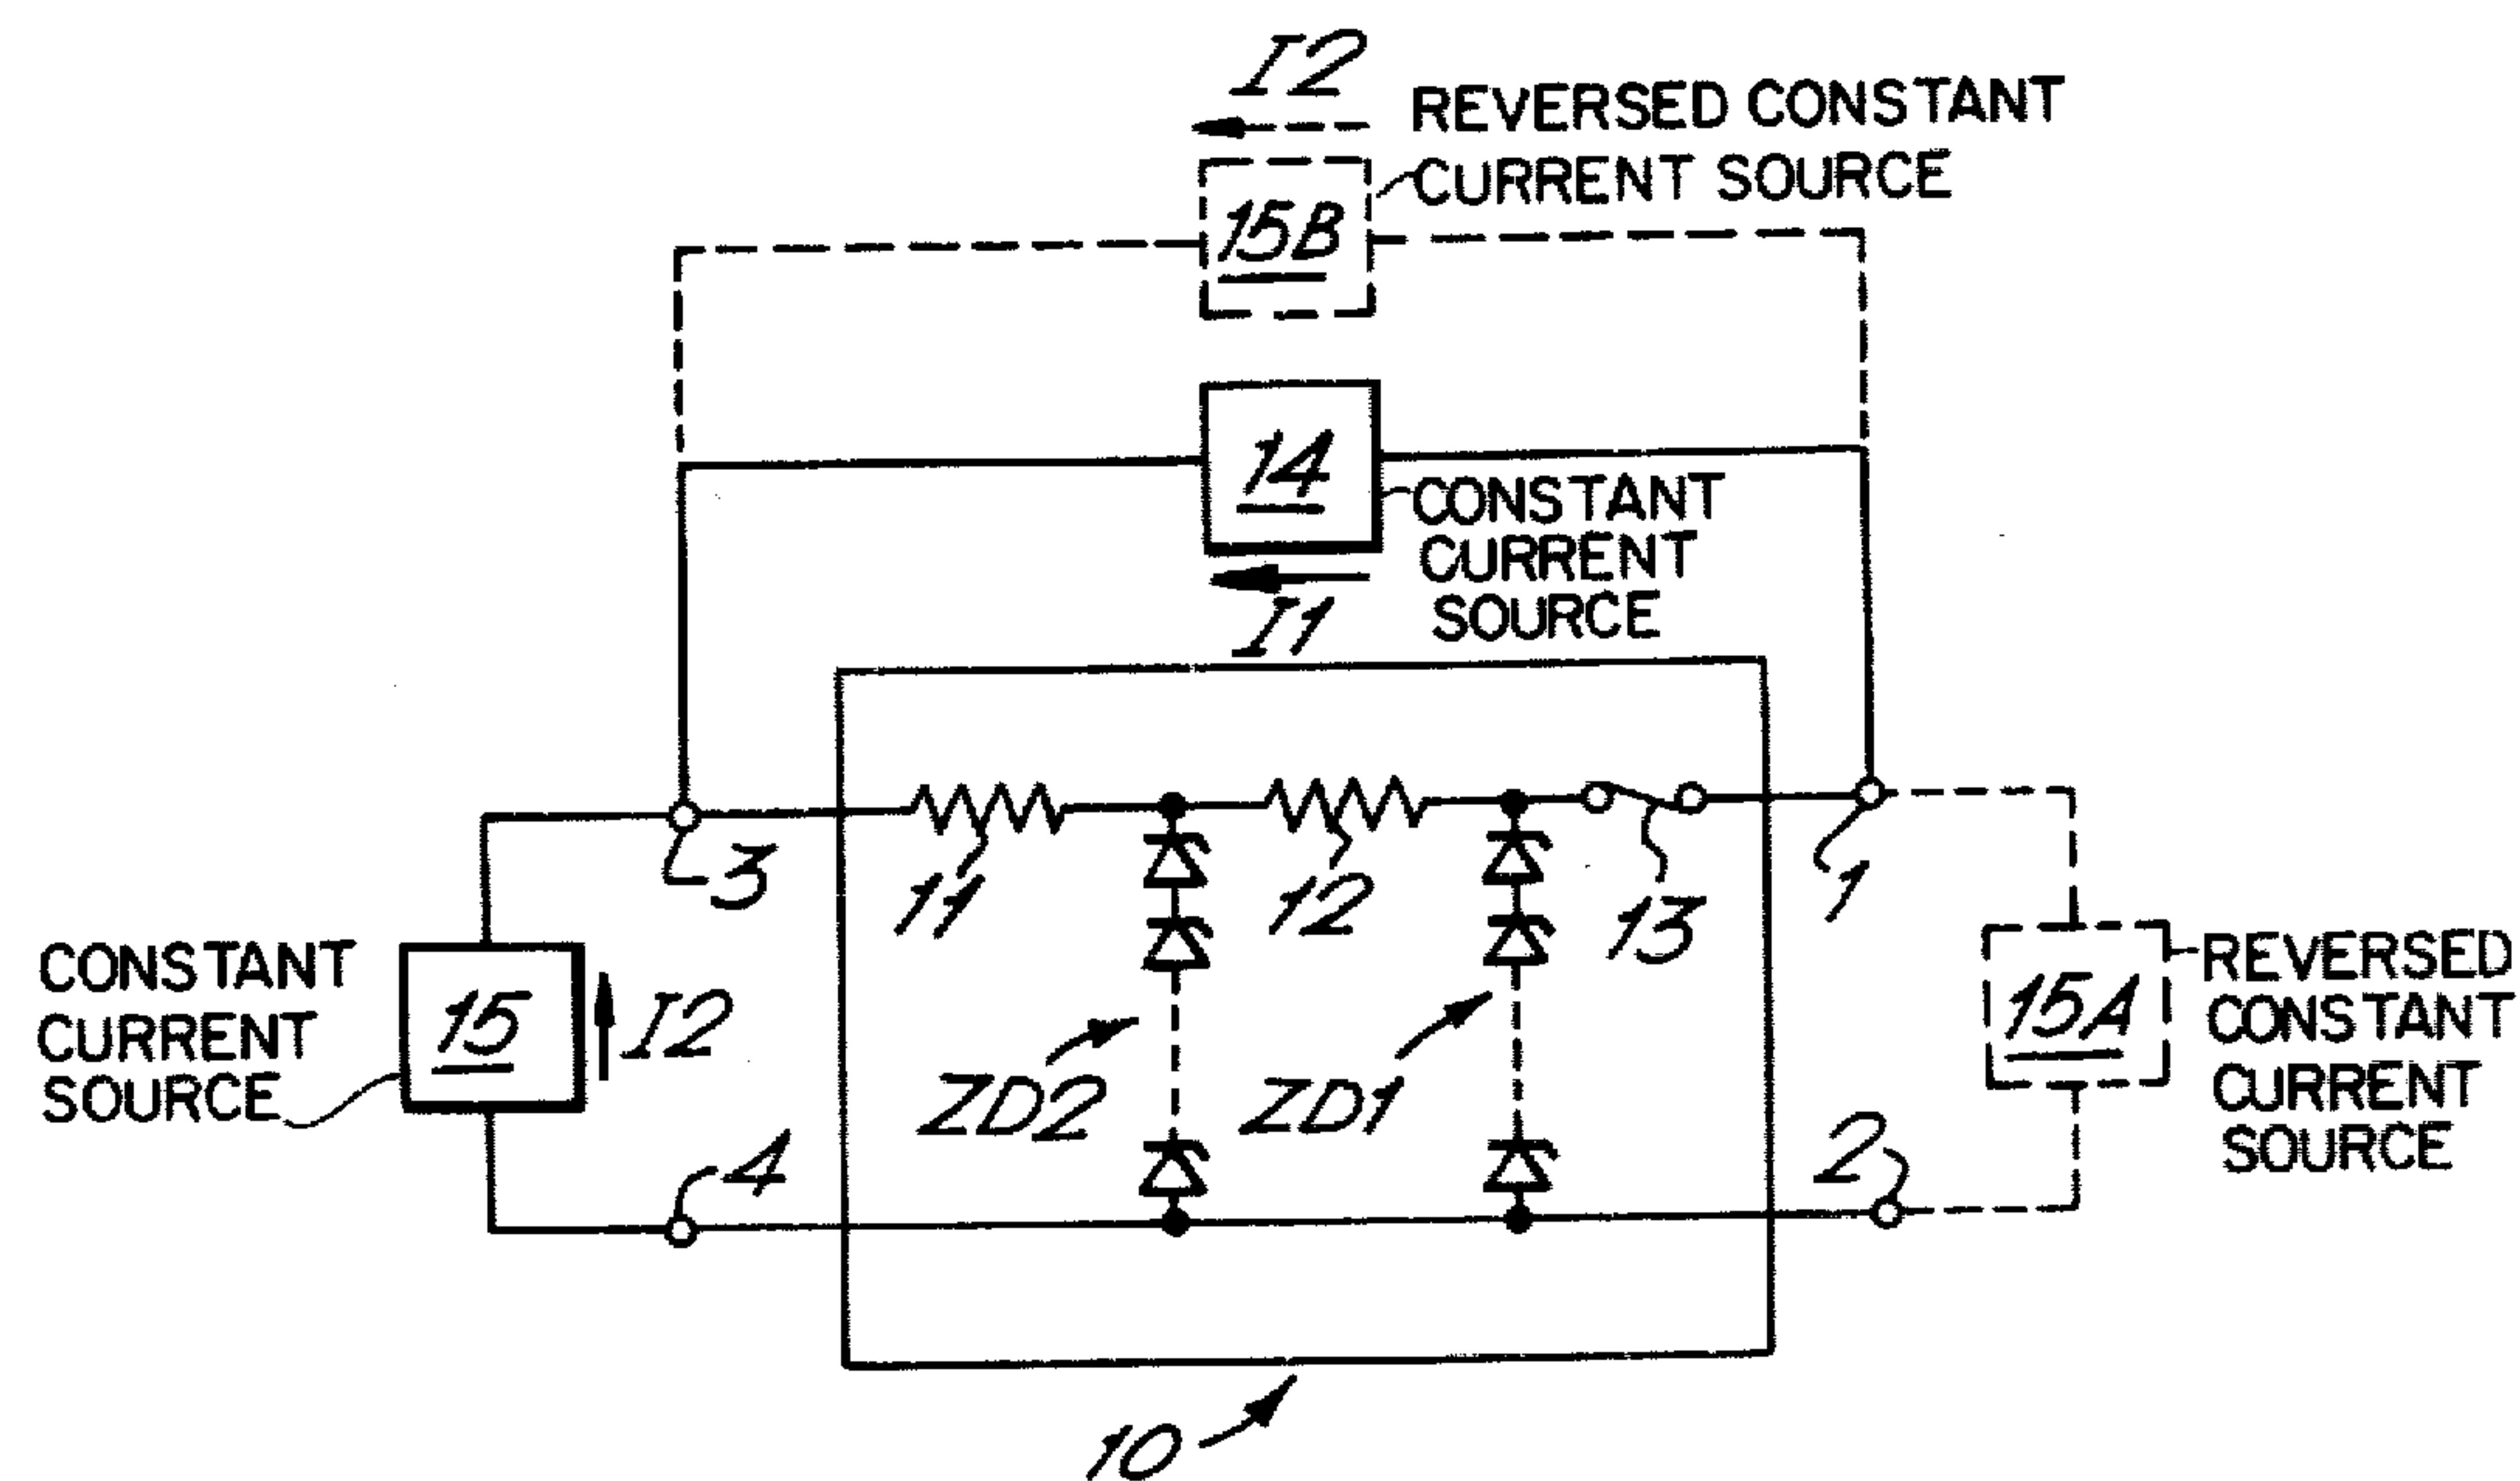 I2
REVERSED CONSTANT
CURRENT SOURCE
15B
14
CONSTANT
CURRENT
SOURCE
I1
3
11
12
13
1
CONSTANT
CURRENT
SOURCE
15
I2
ZD2
ZD1
REVERSED
CONSTANT
CURRENT
SOURCE
15A
4
2
10